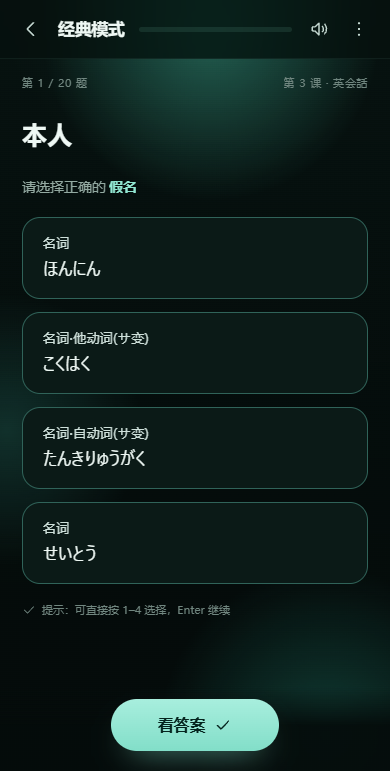 经典模式
第 1 / 20 题
第 3 课 · 英会話
本人
请选择正确的 假名
名词
ほんにん
名词·他动词(サ变)
こくはく
名词·自动词(サ变)
たんきりゅうがく
名词
せいとう
提示：可直接按 1–4 选择，Enter 继续
看答案